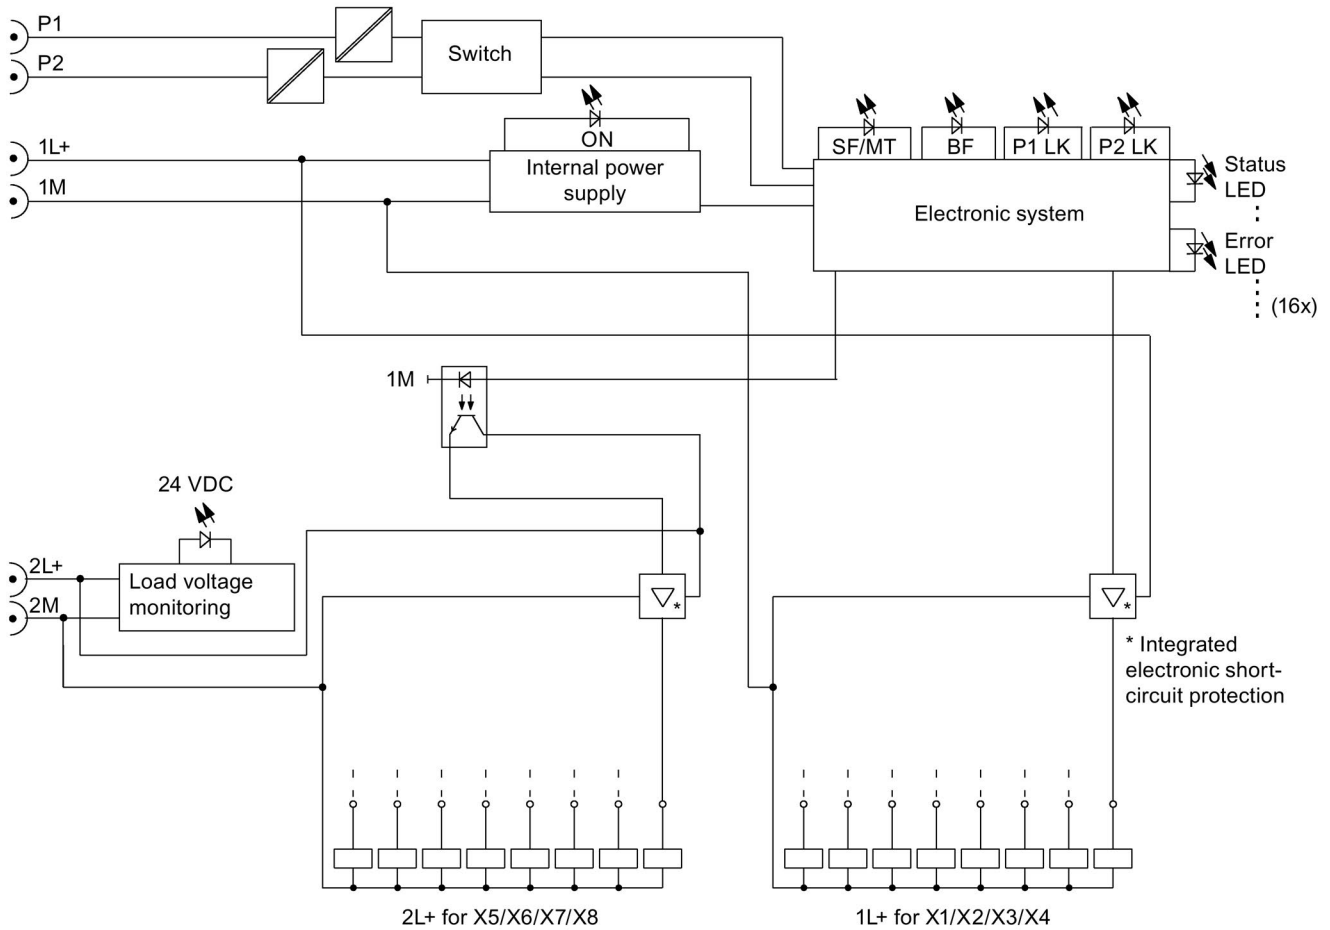 P1
P2
Switch
1L+
1M
ON
Internal power
supply
SF/MT
BF
P1 LK
P2 LK
Electronic system
Status
LED
Error
LED
(16x)
1M
24 VDC
2L+
2M
Load voltage
monitoring
*
*
* Integrated
electronic short-
circuit protection
2L+ for X5/X6/X7/X8
1L+ for X1/X2/X3/X4